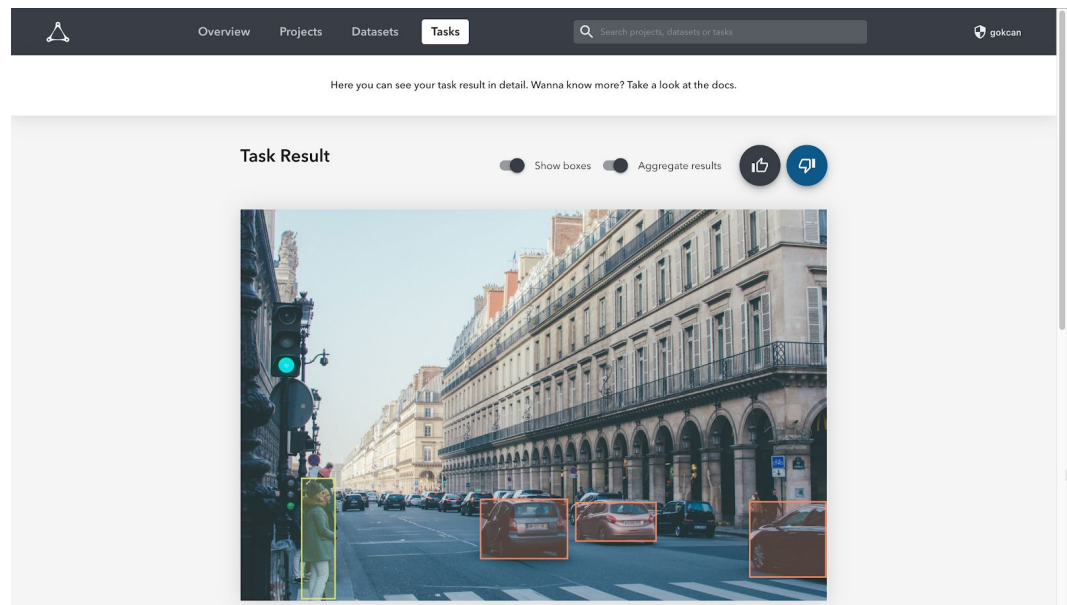 Overview Projects Datasets Tasks Search projects, datasets or tasks gokcan
Here you can see your task result in detail. Wanna know more? Take a look at the docs.
Task Result Show boxes Aggregate results